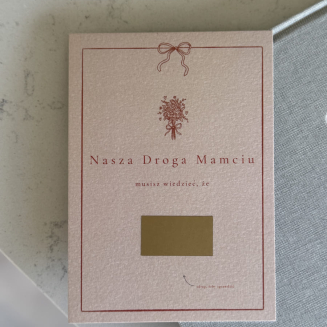 Nasza Droga Mamciu
musisz wiedzieć, że